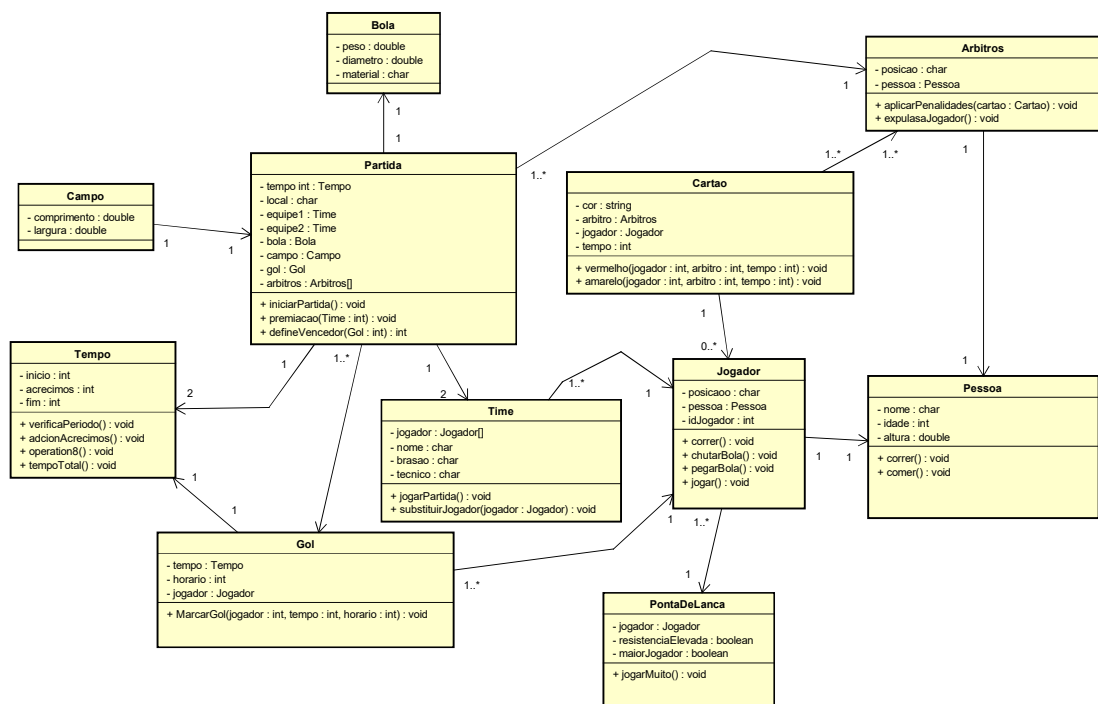 Bola
- peso : double
- diametro : double
- material : char
1
1
Arbitros
- posicao : char
- pessoa : Pessoa
+ aplicarPenalidades(cartao : Cartao) : void
+ expulasaJogador() : void
1
1..*
1
1..*
1..*
Partida
- tempo int : Tempo
- local : char
- equipe1 : Time
- equipe2 : Time
- bola : Bola
- campo : Campo
- gol : Gol
- arbitros : Arbitros[]
+ iniciarPartida() : void
+ premiacao(Time : int) : void
+ defineVencedor(Gol : int) : int
Campo
- comprimento : double
- largura : double
1
1
Cartao
- cor : string
- arbitro : Arbitros
- jogador : Jogador
- tempo : int
+ vermelho(jogador : int, arbitro : int, tempo : int) : void
+ amarelo(jogador : int, arbitro : int, tempo : int) : void
1
0..*
Tempo
- inicio : int
- acrecimos : int
- fim : int
+ verificaPeriodo() : void
+ adcionAcrecimos() : void
+ operation8() : void
+ tempoTotal() : void
1
2
1..*
1
2
1..*
1
Time
- jogador : Jogador[]
- nome : char
- brasao : char
- tecnico : char
+ jogarPartida() : void
+ substituirJogador(jogador : Jogador) : void
Jogador
- posicaoo : char
- pessoa : Pessoa
- idJogador : int
+ correr() : void
+ chutarBola() : void
+ pegarBola() : void
+ jogar() : void
1
1
1
Pessoa
- nome : char
- idade : int
- altura : double
+ correr() : void
+ comer() : void
1
1
Gol
- tempo : Tempo
- horario : int
- jogador : Jogador
+ MarcarGol(jogador : int, tempo : int, horario : int) : void
1..*
1
1..*
1
PontaDeLanca
- jogador : Jogador
- resistenciaElevada : boolean
- maiorJogador : boolean
+ jogarMuito() : void